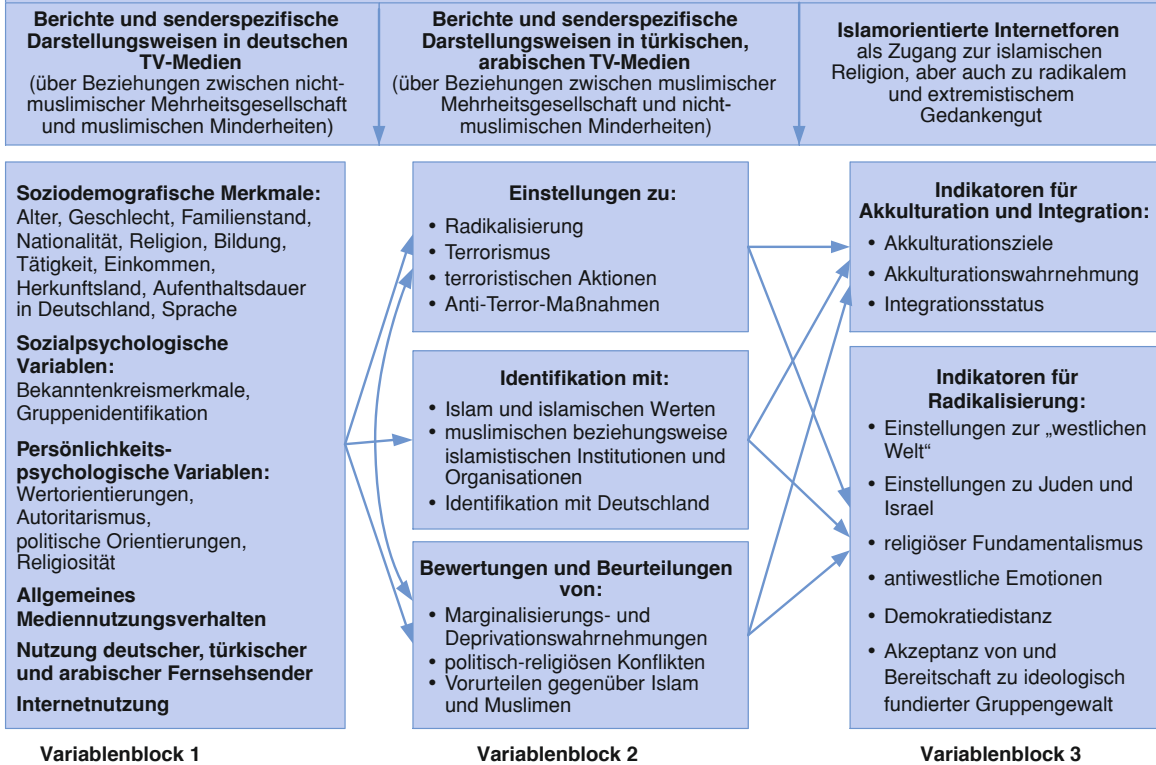 Berichte und senderspezifische
Darstellungsweisen in deutschen
TV-Medien
(über Beziehungen zwischen nicht-
muslimischer Mehrheitsgesellschaft
und muslimischen Minderheiten)
Berichte und senderspezifische
Darstellungsweisen in türkischen,
arabischen TV-Medien
(über Beziehungen zwischen muslimischer
Mehrheitsgesellschaft und nicht-
muslimischen Minderheiten)
Islamorientierte Internetforen
als Zugang zur islamischen
Religion, aber auch zu radikalem
und extremistischem
Gedankengut
Soziodemografische Merkmale:
Alter, Geschlecht, Familienstand,
Nationalität, Religion, Bildung,
Tätigkeit, Einkommen,
Herkunftsland, Aufenthaltsdauer
in Deutschland, Sprache
Sozialpsychologische
Variablen:
Bekanntenkreismerkmale,
Gruppenidentifikation
Persönlichkeits-
psychologische Variablen:
Wertorientierungen,
Autoritarismus,
politische Orientierungen,
Religiosität
Allgemeines
Mediennutzungsverhalten
Nutzung deutscher, türkischer
und arabischer Fernsehsender
Internetnutzung
Variablenblock 1
Einstellungen zu:
• Radikalisierung
• Terrorismus
• terroristischen Aktionen
• Anti-Terror-Maßnahmen
Identifikation mit:
• Islam und islamischen Werten
• muslimischen beziehungsweise
islamistischen Institutionen und
Organisationen
• Identifikation mit Deutschland
Bewertungen und Beurteilungen
von:
• Marginalisierungs- und
Deprivationswahrnehmungen
• politisch-religiösen Konflikten
• Vorurteilen gegenüber Islam
und Muslimen
Variablenblock 2
Indikatoren für
Akkulturation und Integration:
• Akkulturationsziele
• Akkulturationswahrnehmung
• Integrationsstatus
Indikatoren für
Radikalisierung:
• Einstellungen zur „westlichen
Welt“
• Einstellungen zu Juden und
Israel
• religiöser Fundamentalismus
• antiwestliche Emotionen
• Demokratiedistanz
• Akzeptanz von und
Bereitschaft zu ideologisch
fundierter Gruppengewalt
Variablenblock 3